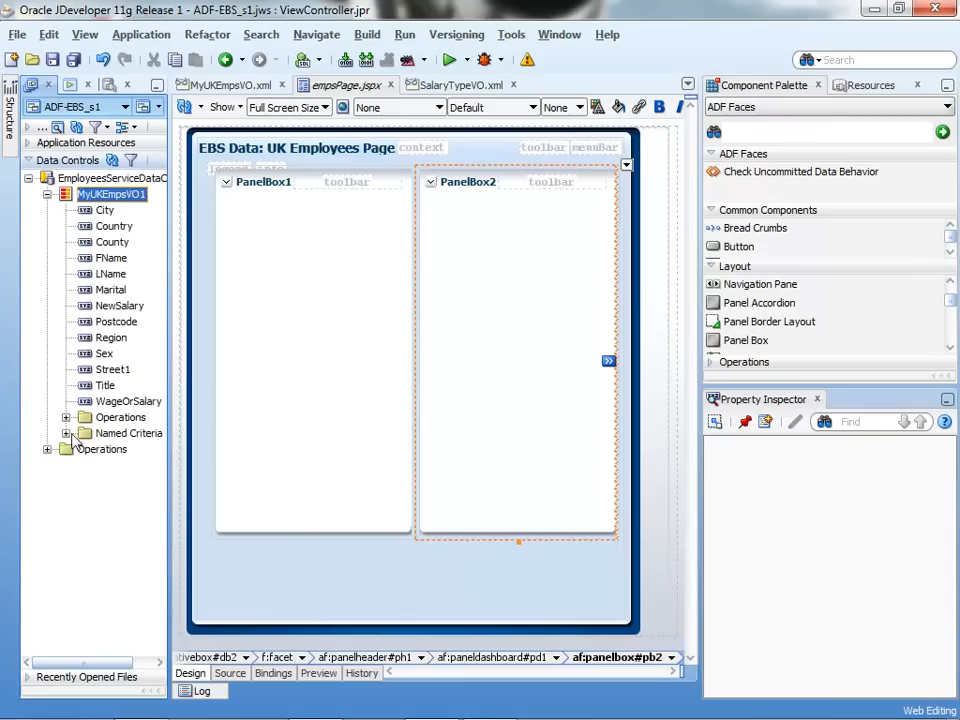 Oracle JDeveloper 11g Release 1 - ADF-EBS_s1.jws : ViewController.jpr
File Edit View Application Refactor Search Navigate Build Run Versioning Tools Window Help
Search
MyUKEmpsVO.xml empsPage.jspx SalaryTypeVO.xml
Component Palette Resources
Structure
ADF-EBS_s1
Show Full Screen Size None Default None B I
ADF Faces
Application Resources
Data Controls
EmployeesServiceDataC
MyUKEmpsVO1
City
Country
County
FName
LName
Marital
NewSalary
Postcode
Region
Sex
Street1
Title
WageOrSalary
Operations
Named Criteria
Operations
Recently Opened Files
EBS Data: UK Employees Page context toolbar menuBar
PanelBox1 toolbar
PanelBox2 toolbar
ADF Faces
Check Uncommitted Data Behavior
Common Components
Bread Crumbs
Button
Layout
Navigation Pane
Panel Accordion
Panel Border Layout
Panel Box
Operations
Property Inspector
Find
ativebox#db2 f:facet af:panelheader#ph1 af:paneldashboard#pd1 af:panelbox#pb2
Design Source Bindings Preview History
Log
Web Editing